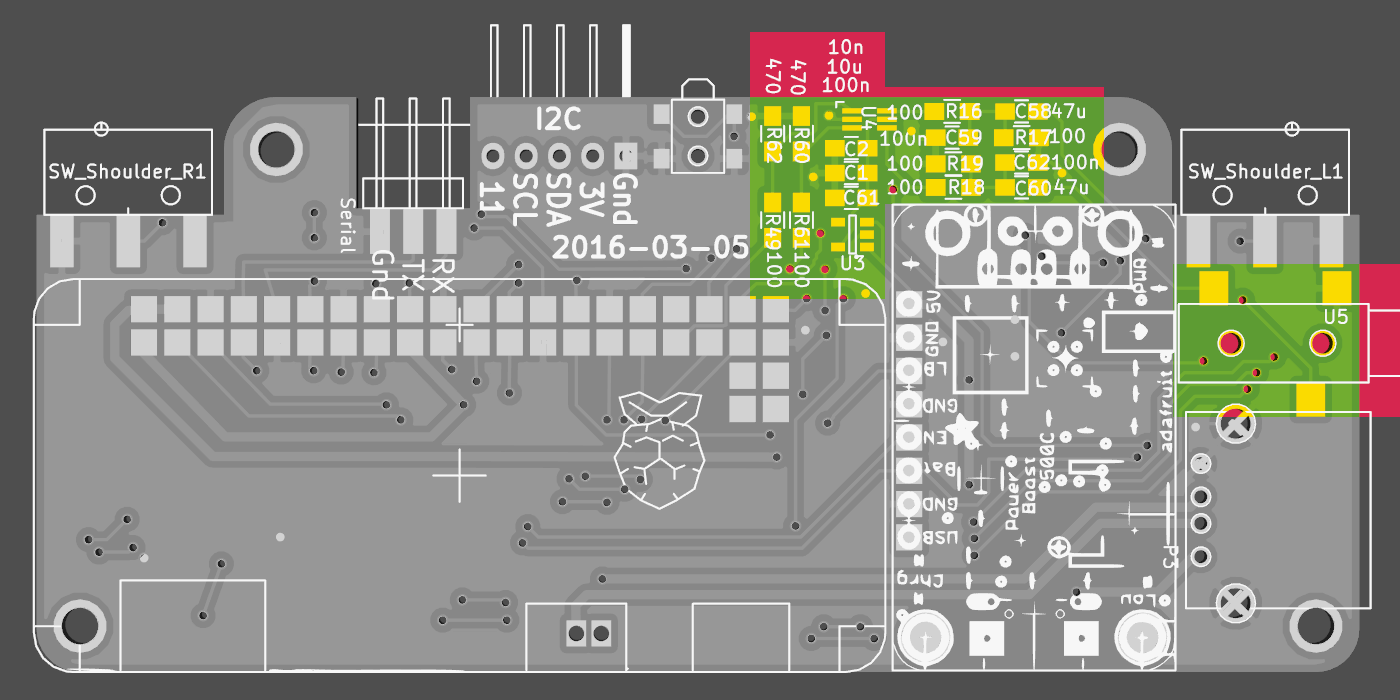 10n
10u
100n
470
470
I2C
U4
100
R16
C58
47u
R62
R60
100n
C59
R17
100
C2
SW_Shoulder_R1
SW_Shoulder_L1
100
R19
C62
100n
C1
100
R18
C60
47u
C61
11
SCL
SDA
3V
Gnd
Serial
Gnd
TX
RX
2016-03-05
R49
R61
100
100
U3
PWR
5V
GND
LB
GND
EN
Bat
GND
USB
Chrg
Low
U5
adafruit
Power
Boost
500C
P3